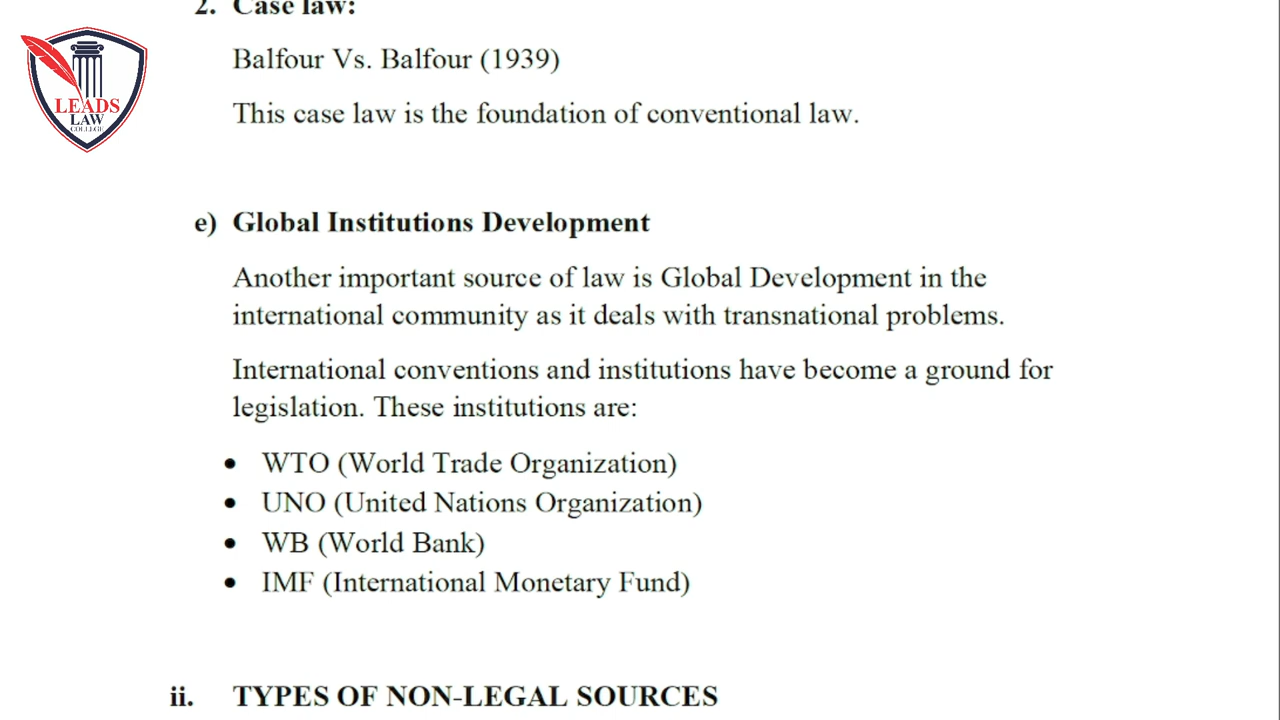 2. Case law:
LEADS
LAW
COLLEGE
Balfour Vs. Balfour (1939)
This case law is the foundation of conventional law.
e) Global Institutions Development
Another important source of law is Global Development in the
international community as it deals with transnational problems.
International conventions and institutions have become a ground for
legislation. These institutions are:
• WTO (World Trade Organization)
• UNO (United Nations Organization)
• WB (World Bank)
• IMF (International Monetary Fund)
ii. TYPES OF NON-LEGAL SOURCES